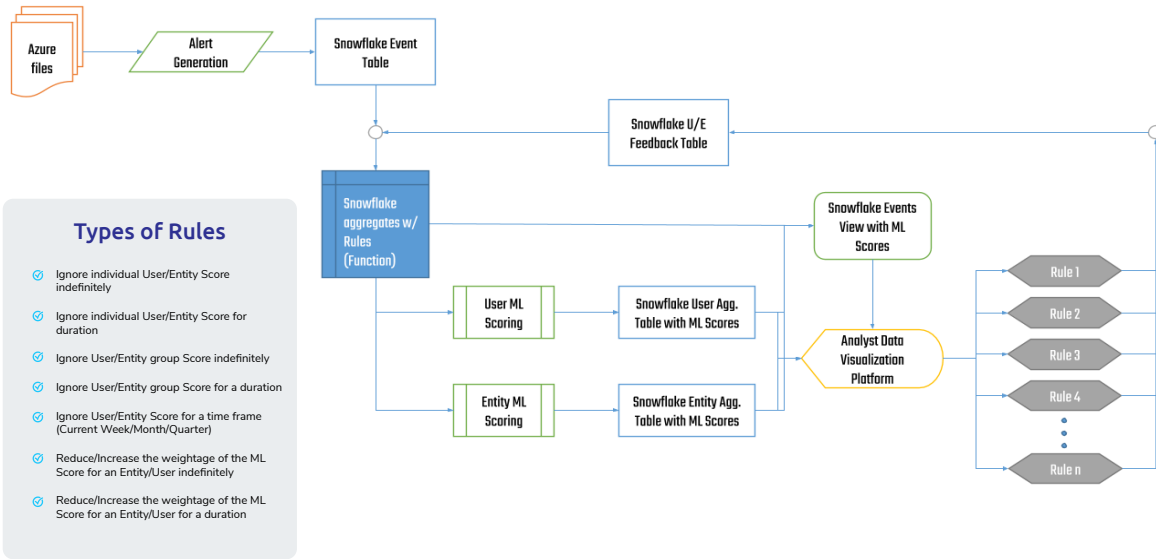 Azure
files
Alert
Generation
Snowflake Event
Table
Snowflake U/E
Feedback Table
Snowflake
aggregates w/
Rules
(Function)
Snowflake Events
View with ML
Scores
User ML
Scoring
Snowflake User Agg.
Table with ML Scores
Entity ML
Scoring
Snowflake Entity Agg.
Table with ML Scores
Analyst Data
Visualization
Platform
Rule 1
Rule 2
Rule 3
Rule 4
Rule n
Types of Rules
Ignore individual User/Entity Score
indefinitely
Ignore individual User/Entity Score for
duration
Ignore User/Entity group Score indefinitely
Ignore User/Entity group Score for a duration
Ignore User/Entity Score for a time frame
(Current Week/Month/Quarter)
Reduce/Increase the weightage of the ML
Score for an Entity/User indefinitely
Reduce/Increase the weightage of the ML
Score for an Entity/User for a duration